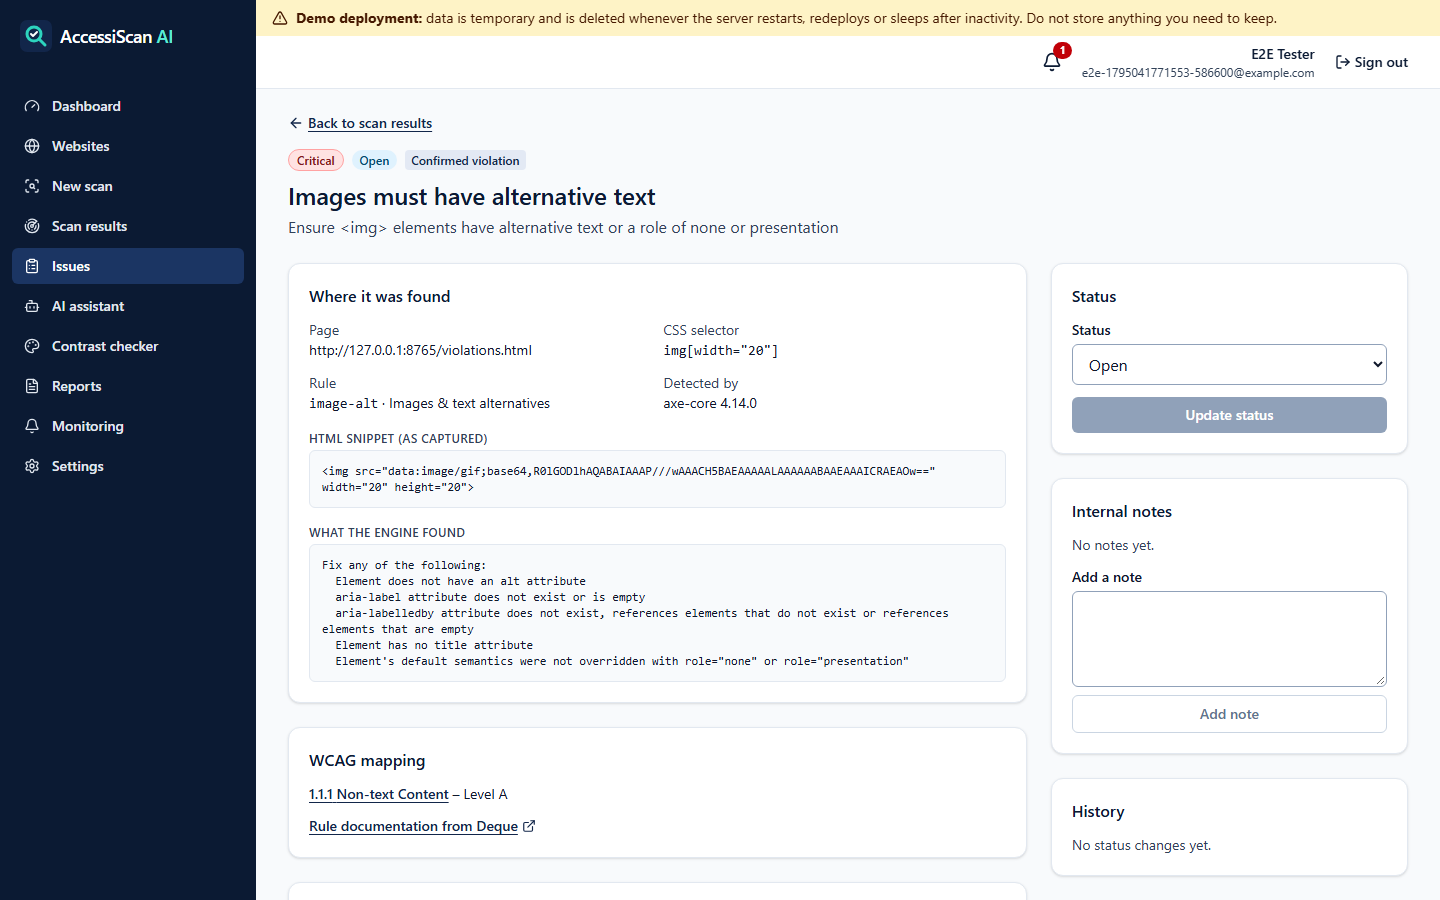 Demo deployment: data is temporary and is deleted whenever the server restarts, redeploys or sleeps after inactivity. Do not store anything you need to keep.
AccessiScan AI
1
E2E Tester
e2e-1795041771553-586600@example.com
Sign out
Dashboard
Websites
New scan
Scan results
Issues
AI assistant
Contrast checker
Reports
Monitoring
Settings
Back to scan results
Critical
Open
Confirmed violation
Images must have alternative text
Ensure <img> elements have alternative text or a role of none or presentation
Where it was found
Page
http://127.0.0.1:8765/violations.html
CSS selector
img[width="20"]
Rule
image-alt · Images & text alternatives
Detected by
axe-core 4.14.0
HTML SNIPPET (AS CAPTURED)
<img src="data:image/gif;base64,R0lGODlhAQABAIAAAP///wAAACH5BAEAAAAALAAAAAABAAEAAAICRAEAOw=="
width="20" height="20">
WHAT THE ENGINE FOUND
Fix any of the following:
Element does not have an alt attribute
aria-label attribute does not exist or is empty
aria-labelledby attribute does not exist, references elements that do not exist or references
elements that are empty
Element has no title attribute
Element's default semantics were not overridden with role="none" or role="presentation"
WCAG mapping
1.1.1 Non-text Content – Level A
Rule documentation from Deque
Status
Status
Open
Update status
Internal notes
No notes yet.
Add a note
Add note
History
No status changes yet.